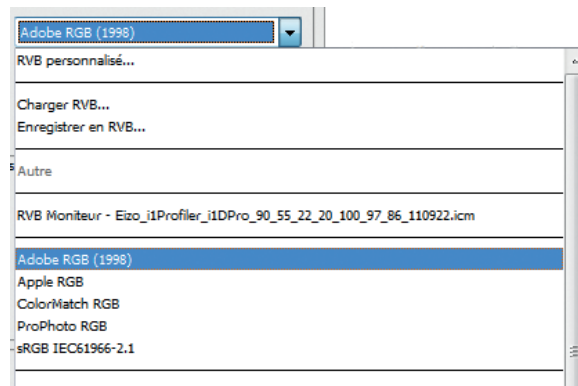 Adobe RGB (1998)
RVB personnalisé...
Charger RVB...
Enregistrer en RVB...
Autre
RVB Moniteur - Eizo_i1Profiler_i1DPro_90_55_22_20_100_97_86_110922.icm
Adobe RGB (1998)
Apple RGB
ColorMatch RGB
ProPhoto RGB
sRGB IEC61966-2.1